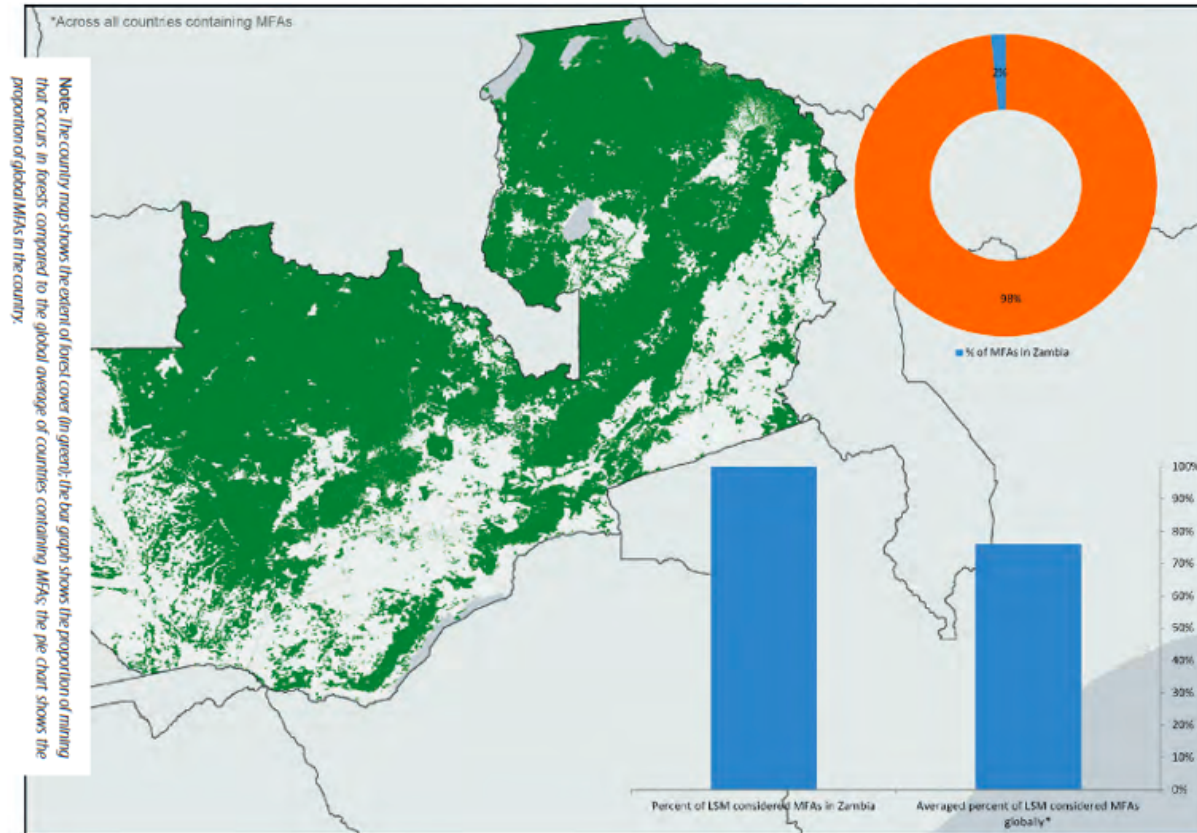 *Across all countries containing MFAs
Note: The country map shows the extent of forest cover (in green); the bar graph shows the proportion of mining
that occurs in forests compared to the global average of countries containing MFAs; the pie chart shows the
proportion of global MFAs in the country.
2%
98%
% of MFAs in Zambia
100%
90%
80%
70%
60%
50%
40%
30%
20%
10%
0%
Percent of LSM considered MFAs in Zambia
Averaged percent of LSM considered MFAs
globally*